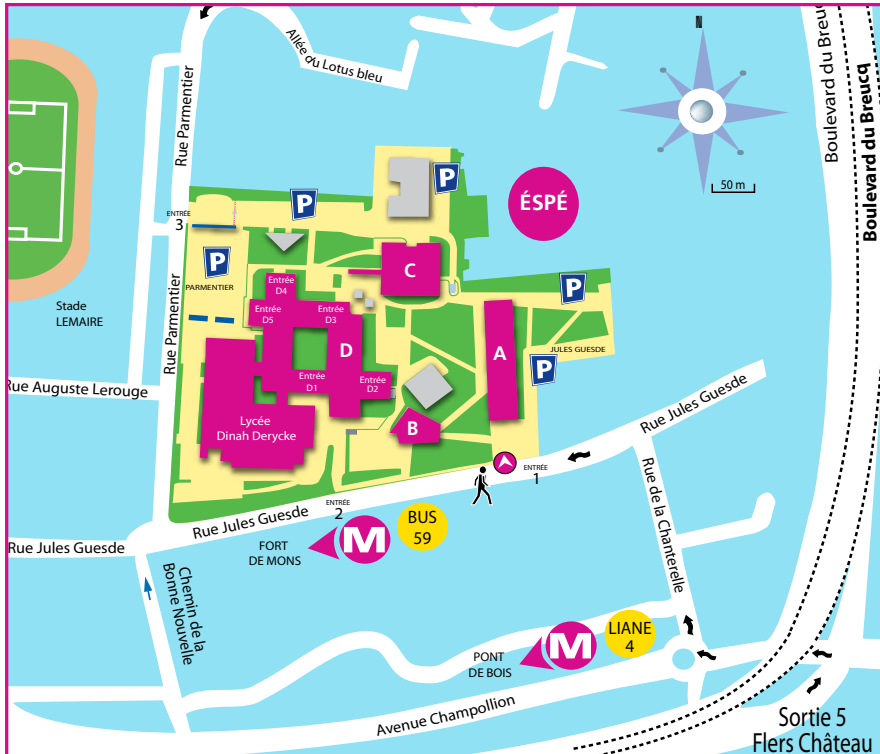 Allée du Lotus bleu
N
Boulevard du Breucq
Boulevard du Breucq
50 m
Rue Parmentier
P
P
ÉSPÉ
ENTRÉE
3
P
PARMENTIER
C
Entrée
D4
Entrée
D5
Entrée
D3
P
Stade
LEMAIRE
Rue Parmentier
D
A
JULES GUESDE
P
Entrée
D1
Entrée
D2
Rue Auguste Lerouge
Lycée
Dinah Derycke
B
Rue Jules Guesde
ENTRÉE
1
Rue de la Chanterelle
ENTRÉE
2
Rue Jules Guesde
BUS
59
M
FORT
DE MONS
Rue Jules Guesde
Chemin de la
Bonne Nouvelle
LIANE
4
M
PONT
DE BOIS
Avenue Champollion
Sortie 5
Flers Château